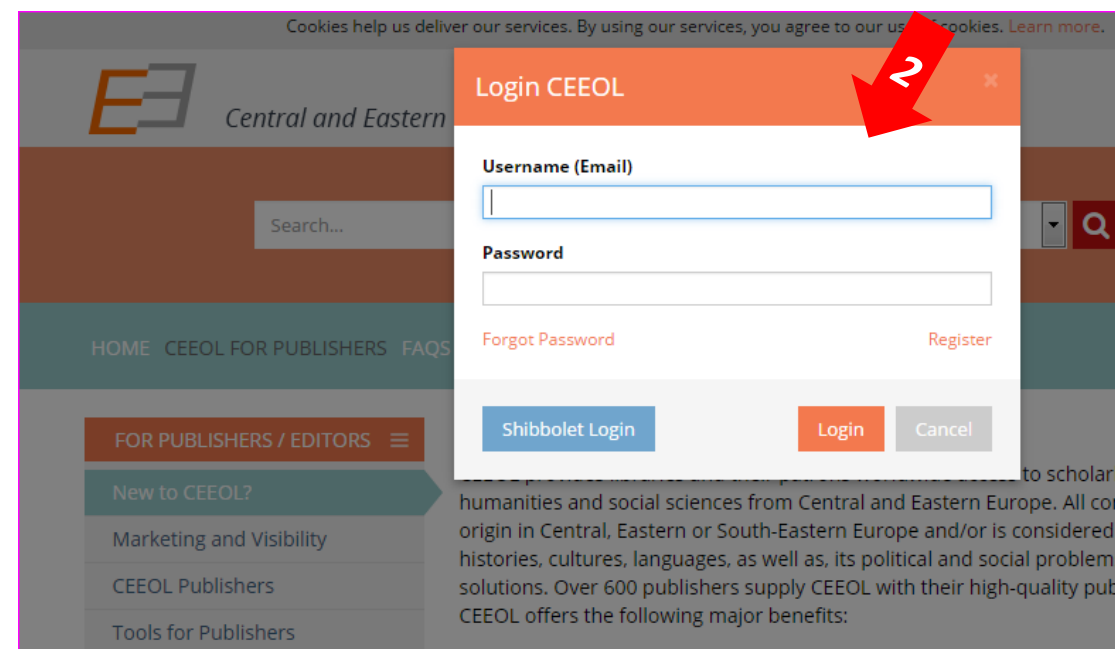 Cookies help us deliver our services. By using our services, you agree to our us cookies. Learn more.
2
Login CEEOL ×
Central and Eastern
Username (Email)
Search...
Password
Forgot Password Register
HOME CEEOL FOR PUBLISHERS FAQS
Shibbolet Login Login Cancel
FOR PUBLISHERS / EDITORS
New to CEEOL?
to scholar
humanities and social sciences from Central and Eastern Europe. All co
origin in Central, Eastern or South-Eastern Europe and/or is considered
Marketing and Visibility
histories, cultures, languages, as well as, its political and social problem
CEEOL Publishers
solutions. Over 600 publishers supply CEEOL with their high-quality pub
CEEOL offers the following major benefits:
Tools for Publishers